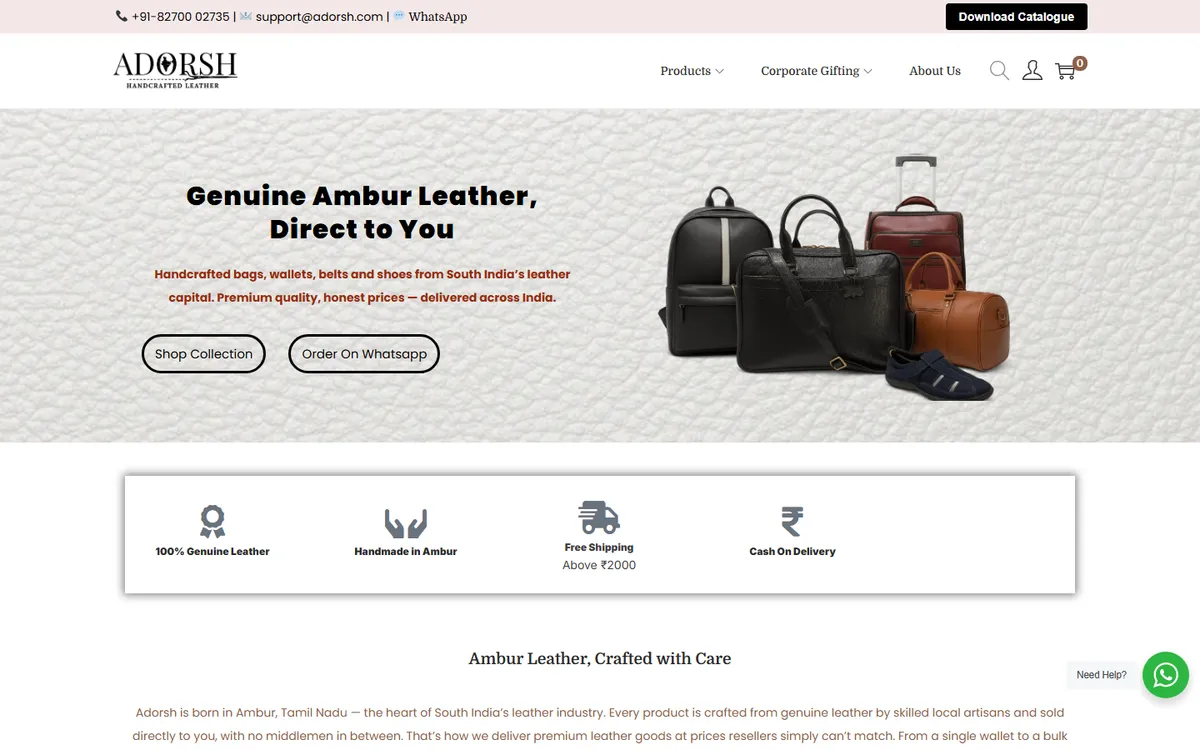 +91-82700 02735 | support@adorsh.com | WhatsApp
Download Catalogue
ADORSH
HANDCRAFTED LEATHER
Products
Corporate Gifting
About Us
0
Genuine Ambur Leather,
Direct to You
Handcrafted bags, wallets, belts and shoes from South India’s leather
capital. Premium quality, honest prices — delivered across India.
Shop Collection
Order On Whatsapp
100% Genuine Leather
Handmade in Ambur
Free Shipping
Above ₹2000
Cash On Delivery
Ambur Leather, Crafted with Care
Need Help?
Adorsh is born in Ambur, Tamil Nadu — the heart of South India’s leather industry. Every product is crafted from genuine leather by skilled local artisans and sold
directly to you, with no middlemen in between. That’s how we deliver premium leather goods at prices resellers simply can’t match. From a single wallet to a bulk